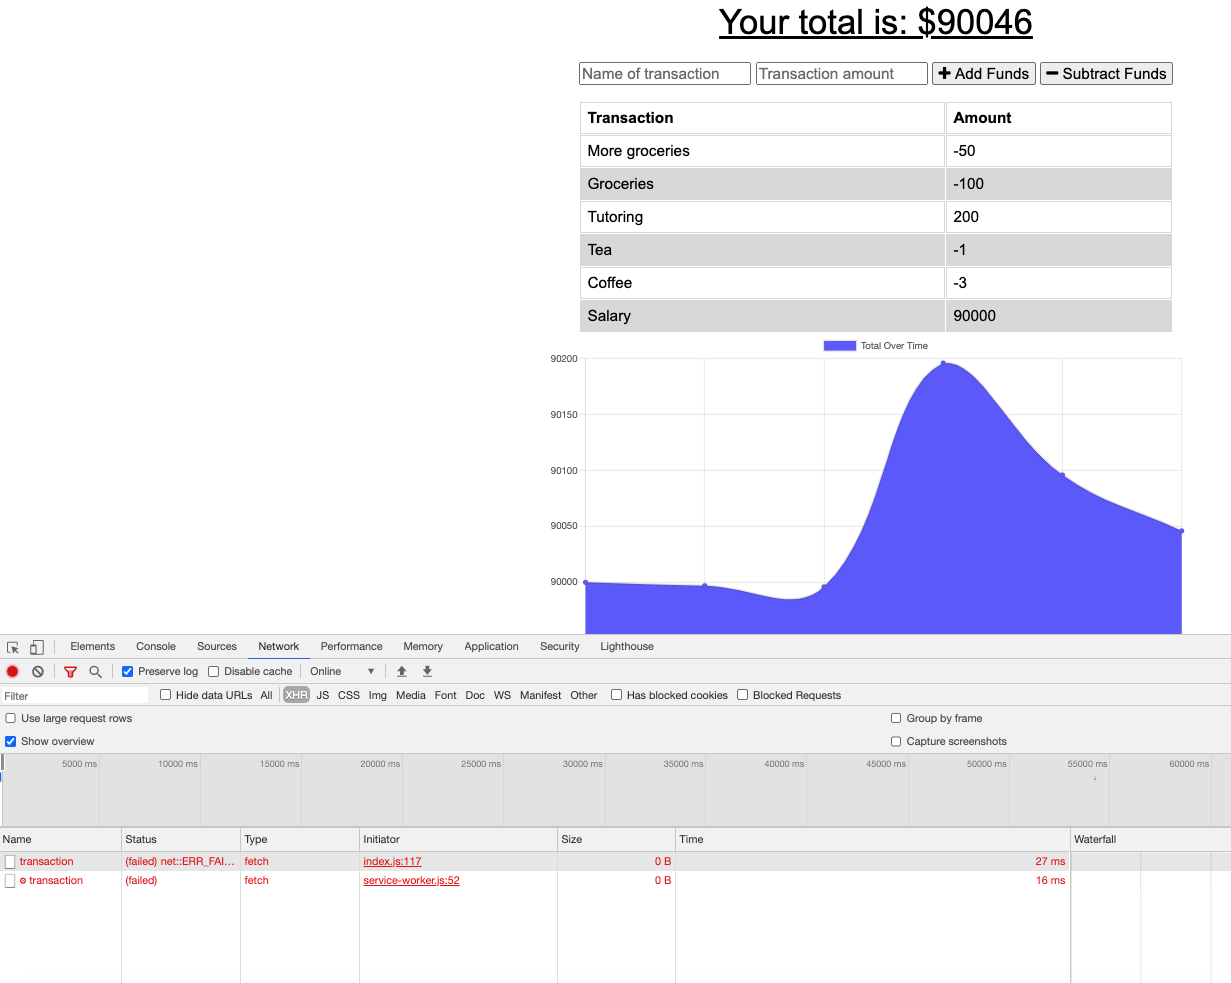 Your total is: $90046
Name of transaction Transaction amount Add Funds Subtract Funds
Transaction Amount
More groceries -50
Groceries -100
Tutoring 200
Tea -1
Coffee -3
Salary 90000
Total Over Time
90200
90150
90100
90050
90000
Elements Console Sources Network Performance Memory Application Security Lighthouse
Preserve log Disable cache Online
Filter Hide data URLs All XHR JS CSS Img Media Font Doc WS Manifest Other Has blocked cookies Blocked Requests
Use large request rows Group by frame
Show overview Capture screenshots
5000 ms 10000 ms 15000 ms 20000 ms 25000 ms 30000 ms 35000 ms 40000 ms 45000 ms 50000 ms 55000 ms 60000 ms
Name Status Type Initiator Size Time Waterfall
transaction (failed) net::ERR_FAI... fetch index.js:117 0 B 27 ms
transaction (failed) fetch service-worker.js:52 0 B 16 ms